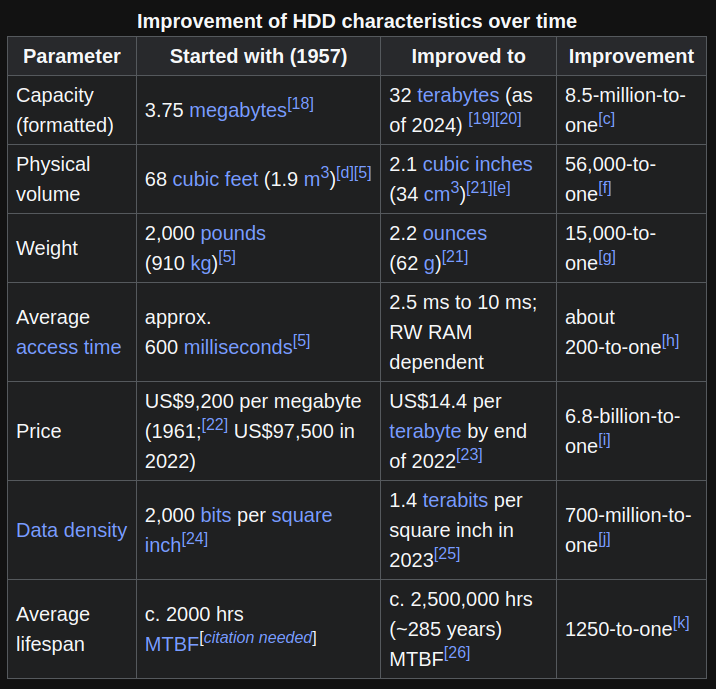 Improvement of HDD characteristics over time
Parameter Started with (1957) Improved to Improvement
Capacity
(formatted)
3.75 megabytes[18]
32 terabytes (as
of 2024) [19][20]
8.5-million-to-
one[c]
Physical
volume
68 cubic feet (1.9 m3)[d][5]
2.1 cubic inches
(34 cm3)[21][e]
56,000-to-
one[f]
Weight
2,000 pounds
(910 kg)[5]
2.2 ounces
(62 g)[21]
15,000-to-
one[g]
Average
access time
approx.
600 milliseconds[5]
2.5 ms to 10 ms;
RW RAM
dependent
about
200-to-one[h]
Price
US$9,200 per megabyte
(1961;[22] US$97,500 in
2022)
US$14.4 per
terabyte by end
of 2022[23]
6.8-billion-to-
one[i]
Data density
2,000 bits per square
inch[24]
1.4 terabits per
square inch in
2023[25]
700-million-to-
one[j]
Average
lifespan
c. 2000 hrs
MTBF[citation needed]
c. 2,500,000 hrs
(~285 years)
MTBF[26]
1250-to-one[k]